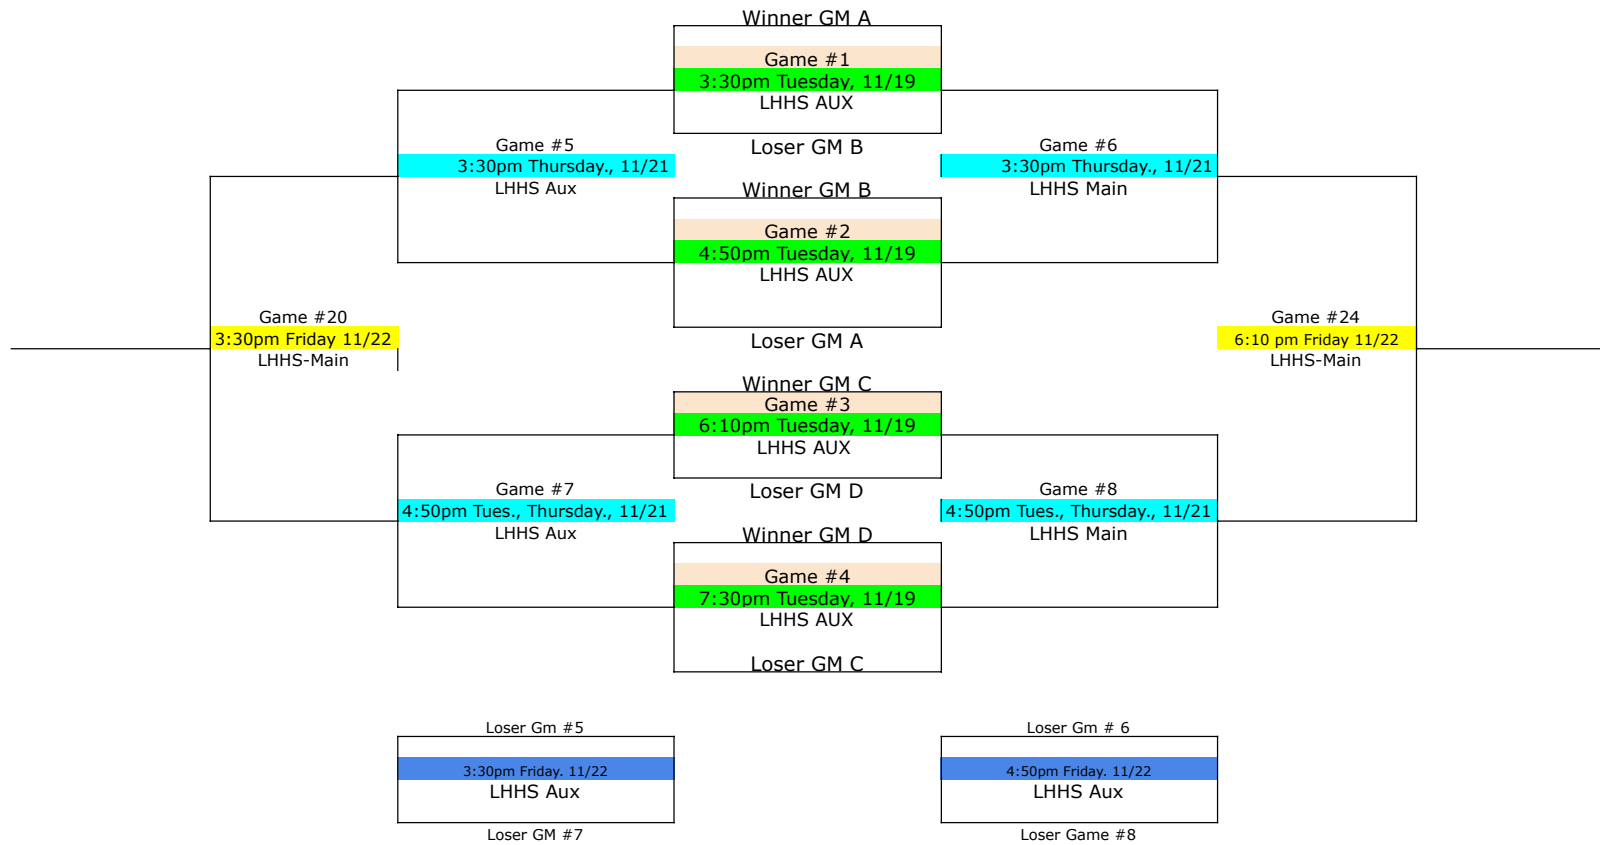 Winner GM A
Game #1
3:30pm Tuesday, 11/19
LHHS AUX
Loser GM B
Game #5
3:30pm Thursday., 11/21
LHHS Aux
Game #6
3:30pm Thursday., 11/21
LHHS Main
Winner GM B
Game #2
4:50pm Tuesday, 11/19
LHHS AUX
Loser GM A
Game #20
3:30pm Friday 11/22
LHHS-Main
Game #24
6:10 pm Friday 11/22
LHHS-Main
Winner GM C
Game #3
6:10pm Tuesday, 11/19
LHHS AUX
Loser GM D
Game #7
4:50pm Tues., Thursday., 11/21
LHHS Aux
Game #8
4:50pm Tues., Thursday., 11/21
LHHS Main
Winner GM D
Game #4
7:30pm Tuesday, 11/19
LHHS AUX
Loser GM C
Loser Gm #5
3:30pm Friday. 11/22
LHHS Aux
Loser GM #7
Loser Gm # 6
4:50pm Friday. 11/22
LHHS Aux
Loser Game #8